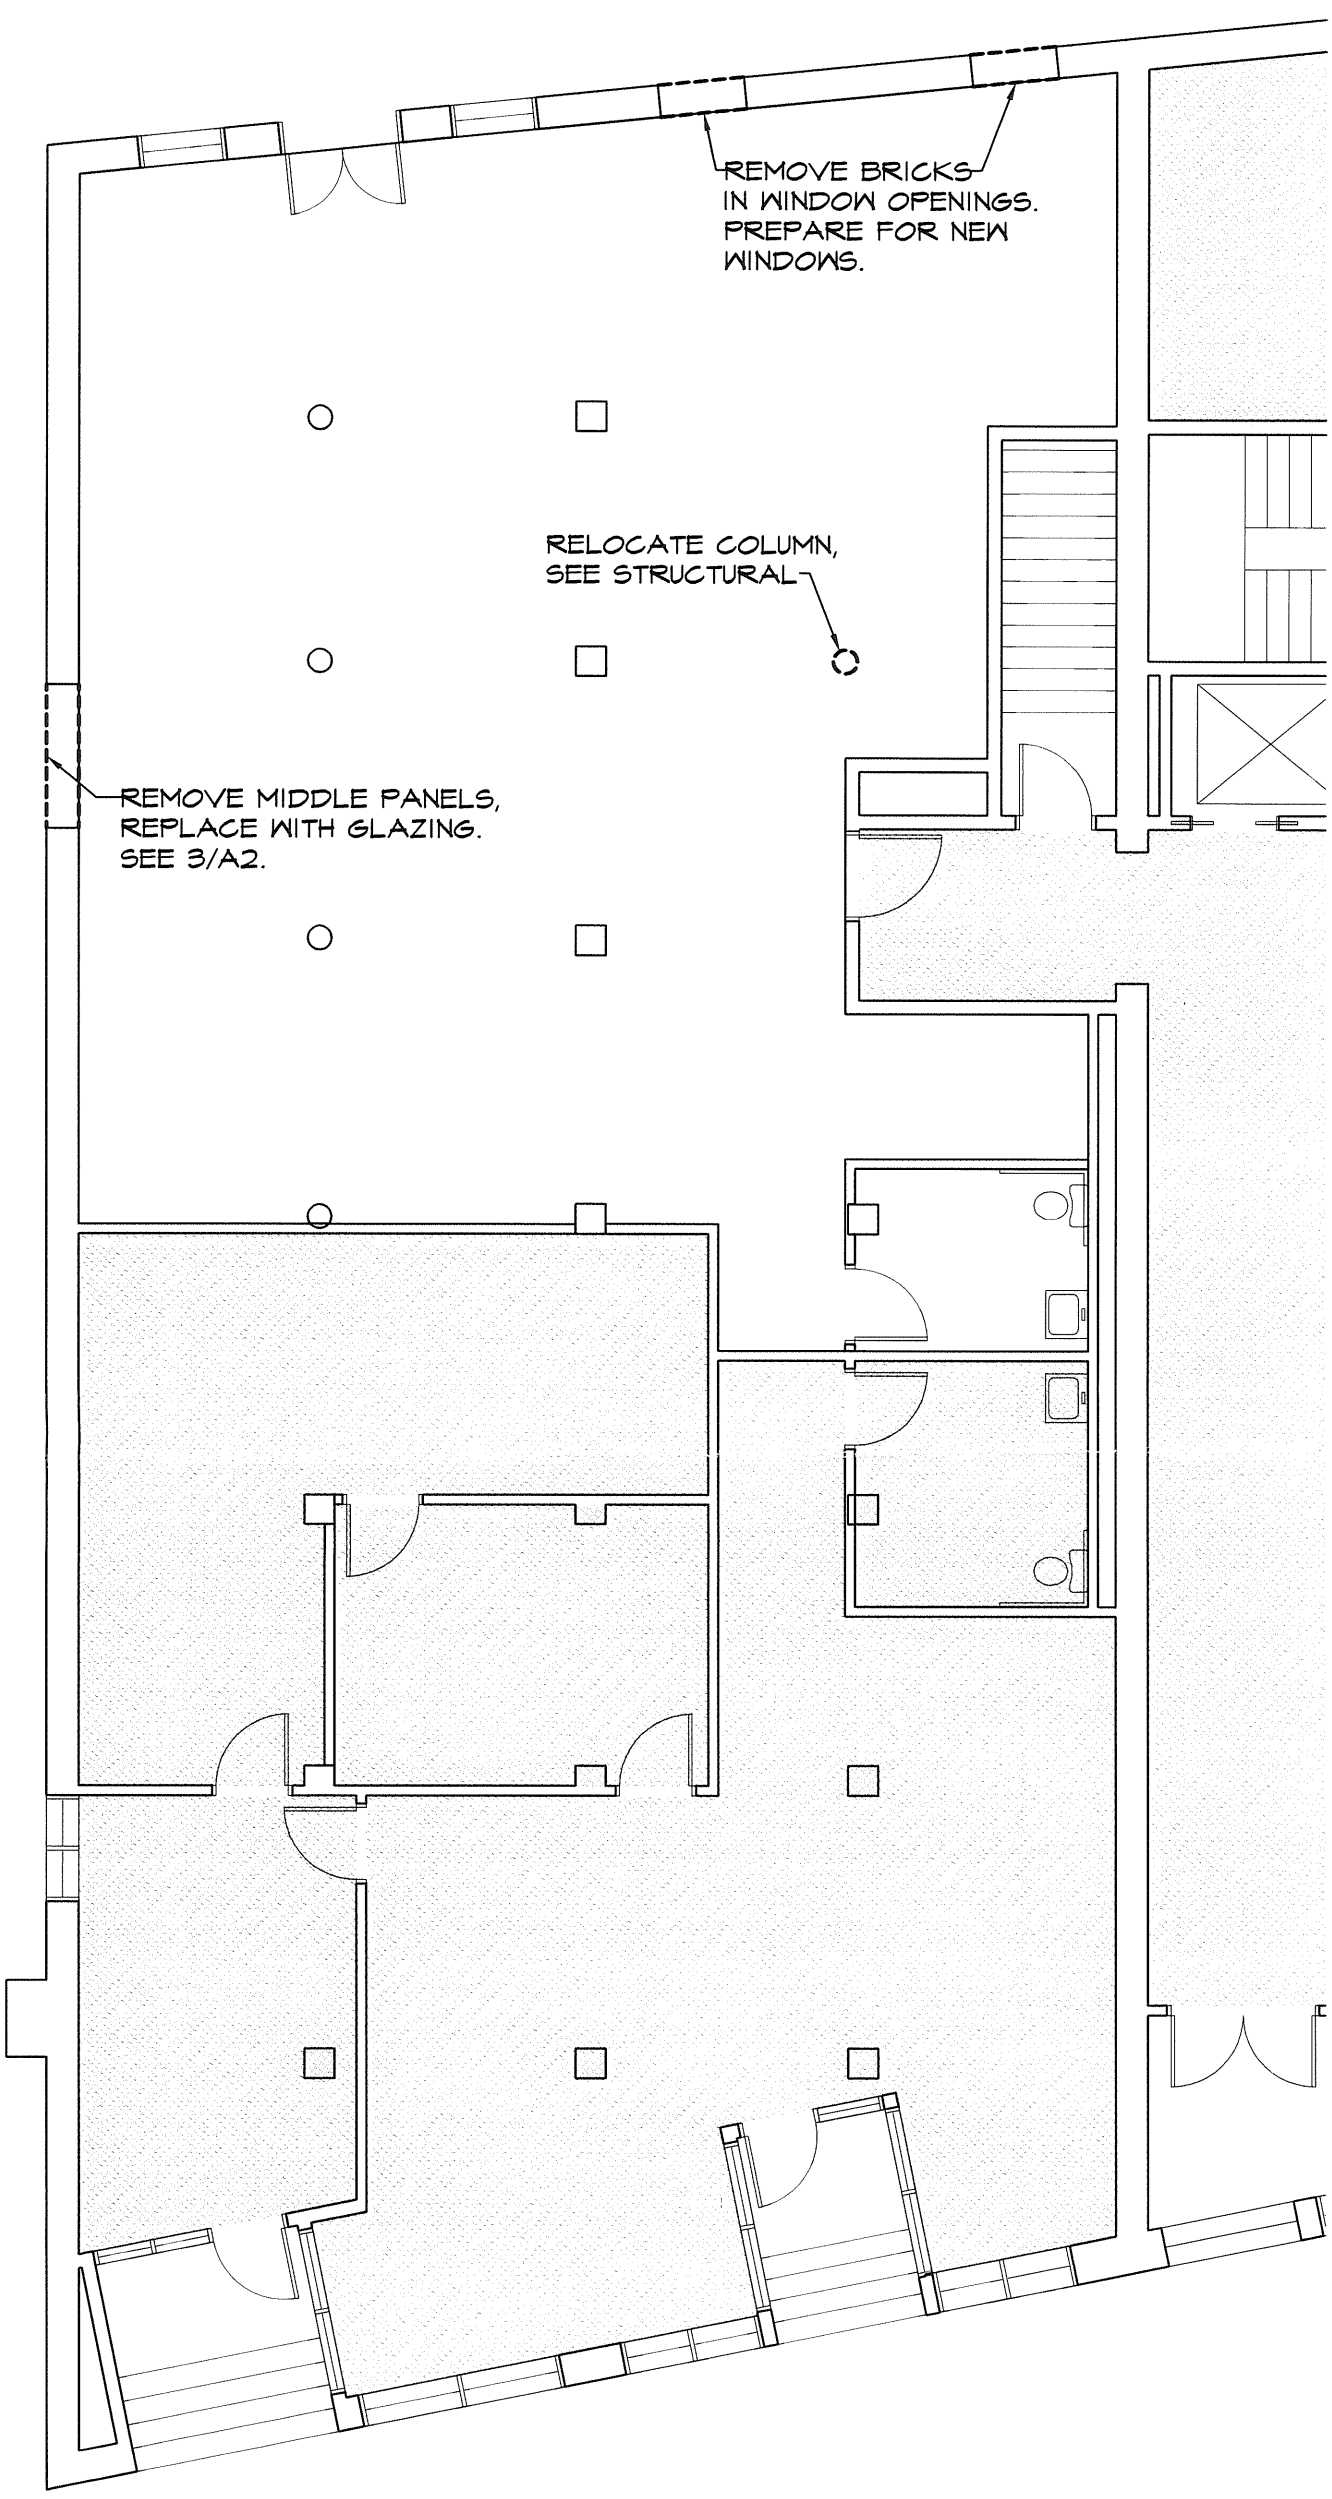 REMOVE BRICKS
IN WINDOW OPENINGS.
PREPARE FOR NEW
WINDOWS.
RELOCATE COLUMN,
SEE STRUCTURAL
REMOVE MIDDLE PANELS,
REPLACE WITH GLAZING.
SEE 3/A2.